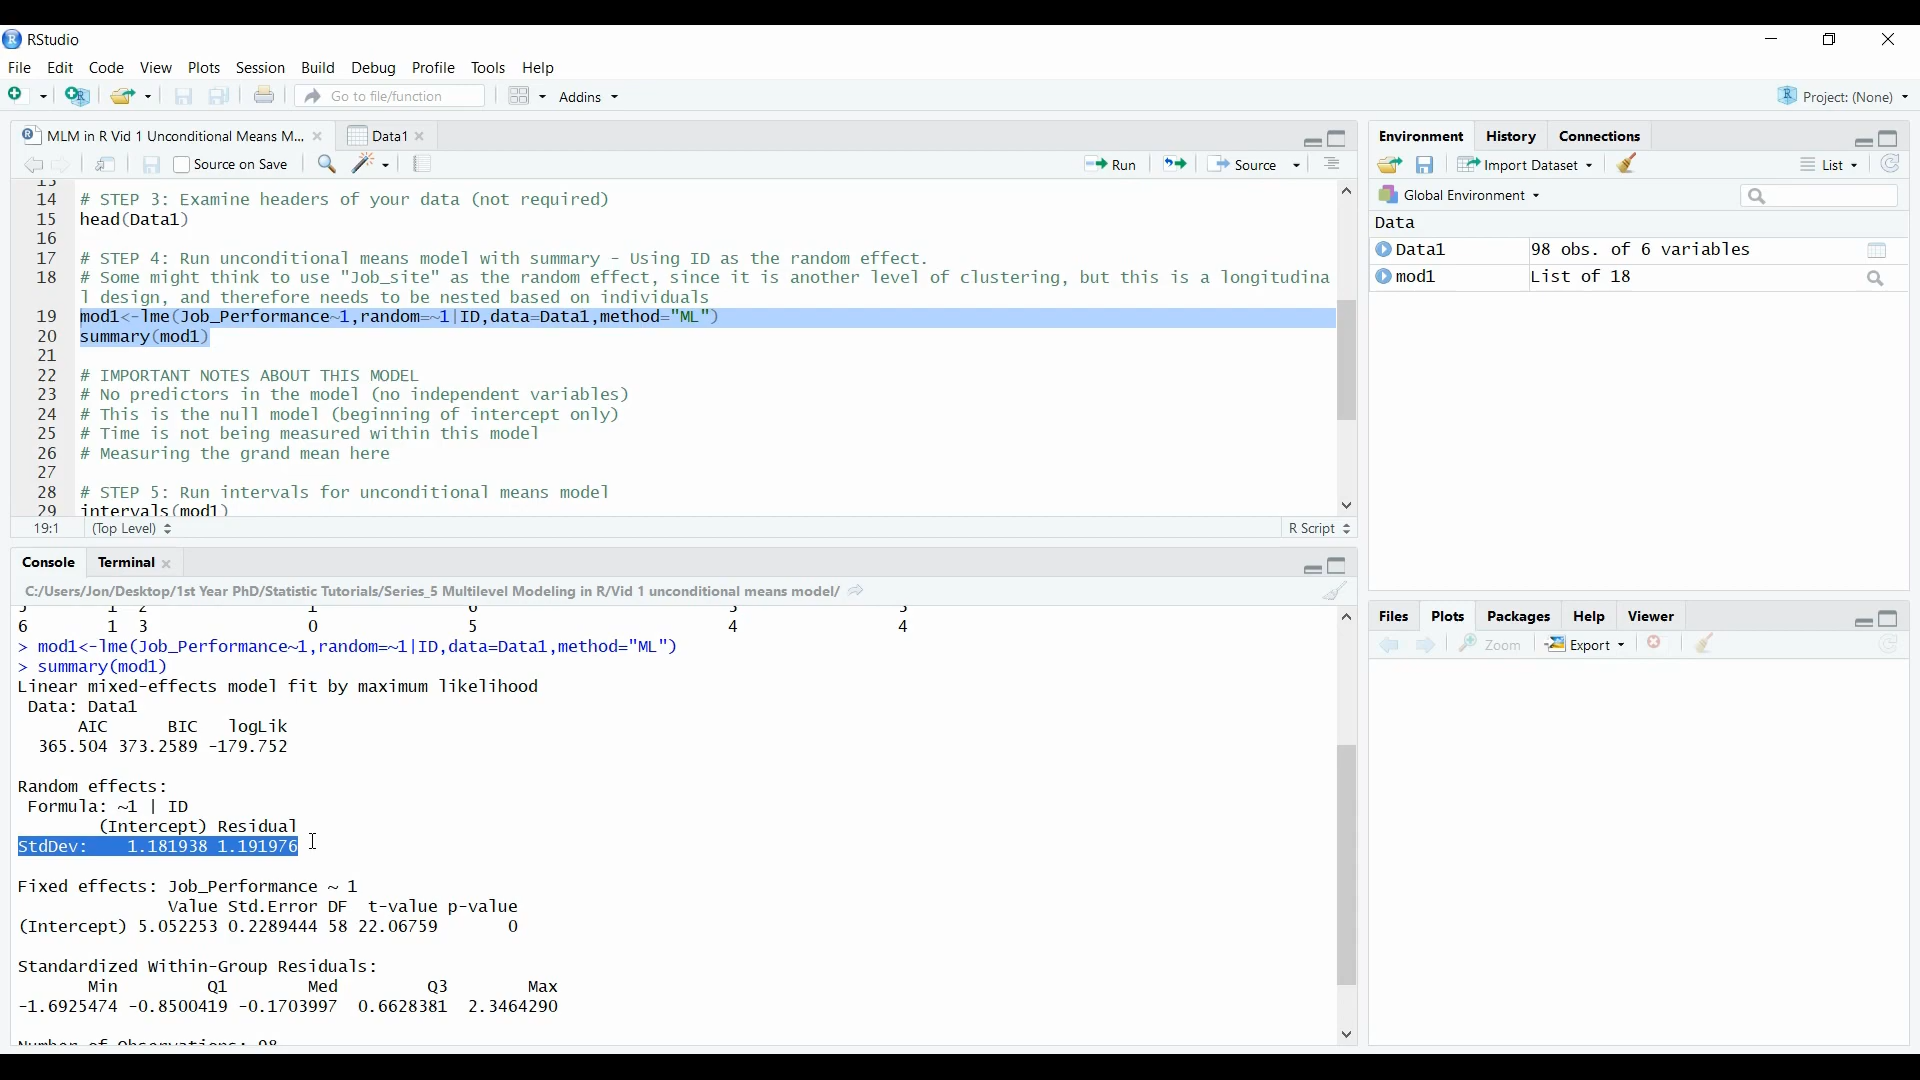 RStudio
File Edit Code View Plots Session Build Debug Profile Tools Help
Go to file/function Addins Project: (None)
MLM in R Vid 1 Unconditional Means M... Data1
Source on Save Run Source
14 # STEP 3: Examine headers of your data (not required)
15 head(Data1)
16
17 # STEP 4: Run unconditional means model with summary - Using ID as the random effect.
18 # Some might think to use "Job_site" as the random effect, since it is another level of clustering, but this is a longitudina
l design, and therefore needs to be nested based on individuals
19 mod1<-lme(Job_Performance~1,random=~1|ID,data=Data1,method="ML")
20 summary(mod1)
21
22 # IMPORTANT NOTES ABOUT THIS MODEL
23 # No predictors in the model (no independent variables)
24 # This is the null model (beginning of intercept only)
25 # Time is not being measured within this model
26 # Measuring the grand mean here
27
28 # STEP 5: Run intervals for unconditional means model
29 intervals(mod1)
19:1 (Top Level) R Script
Console Terminal
C:/Users/Jon/Desktop/1st Year PhD/Statistic Tutorials/Series_5 Multilevel Modeling in R/Vid 1 unconditional means model/
6 1 3 0 5 4 4
> mod1<-lme(Job_Performance~1,random=~1|ID,data=Data1,method="ML")
> summary(mod1)
Linear mixed-effects model fit by maximum likelihood
Data: Data1
AIC BIC logLik
365.504 373.2589 -179.752
Random effects:
Formula: ~1 | ID
(Intercept) Residual
StdDev: 1.181938 1.191976
Fixed effects: Job_Performance ~ 1
Value Std.Error DF t-value p-value
(Intercept) 5.052253 0.2289444 58 22.06759 0
Standardized Within-Group Residuals:
Min Q1 Med Q3 Max
-1.6925474 -0.8500419 -0.1703997 0.6628381 2.3464290
Number of Observations: 98
Environment History Connections
Import Dataset List
Global Environment
Data
Data1 98 obs. of 6 variables
mod1 List of 18
Files Plots Packages Help Viewer
Zoom Export